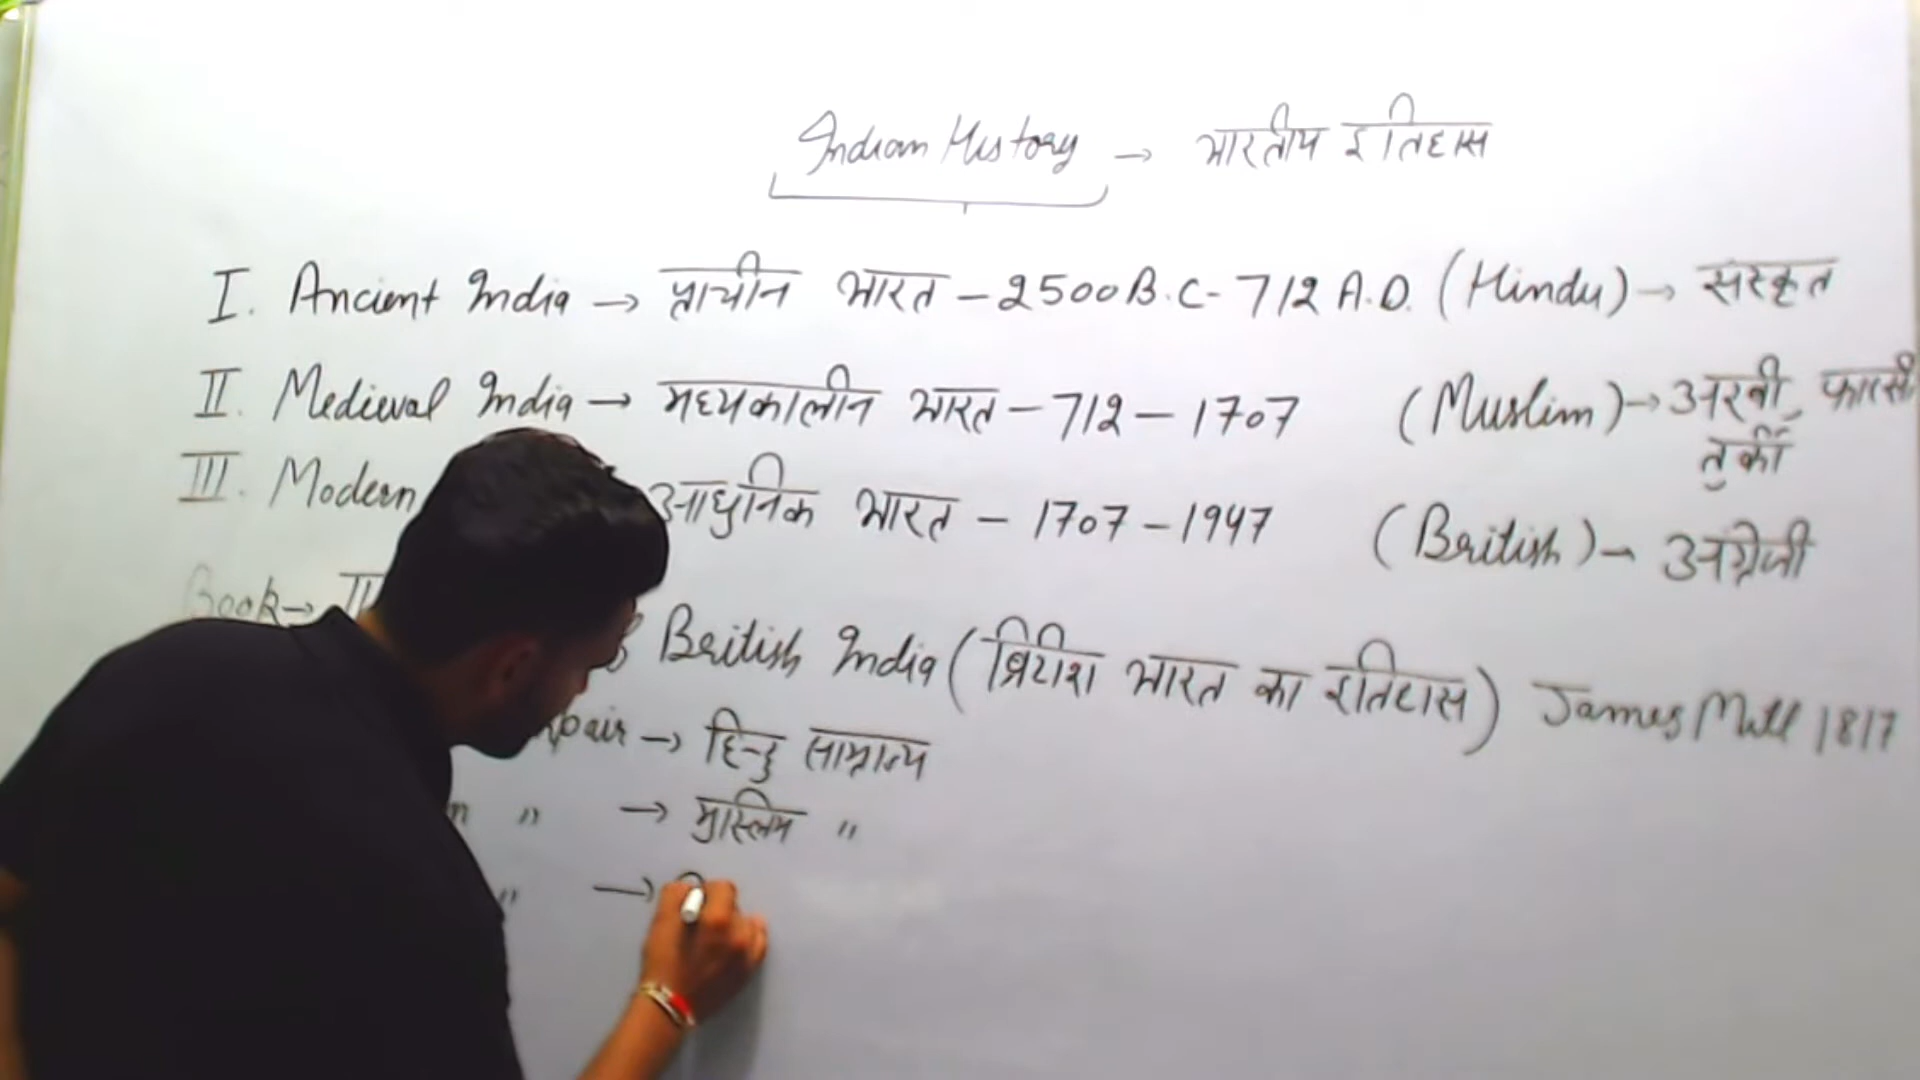 Indian History → भारतीय इतिहास
I. Ancient India → प्राचीन भारत - 2500 B.C - 712 A.D. (Hindu) → संस्कृत
II. Medieval India → मध्यकालीन भारत - 712 - 1707 (Muslim) → अरबी, फारसी
तुर्की
III. Modern आधुनिक भारत - 1707 - 1947 (British) - अंग्रेजी
Book →
British India (ब्रिटिश भारत का इतिहास) James Mill 1817
→ हिन्दु साम्राज्य
" → मुस्लिम "
" →